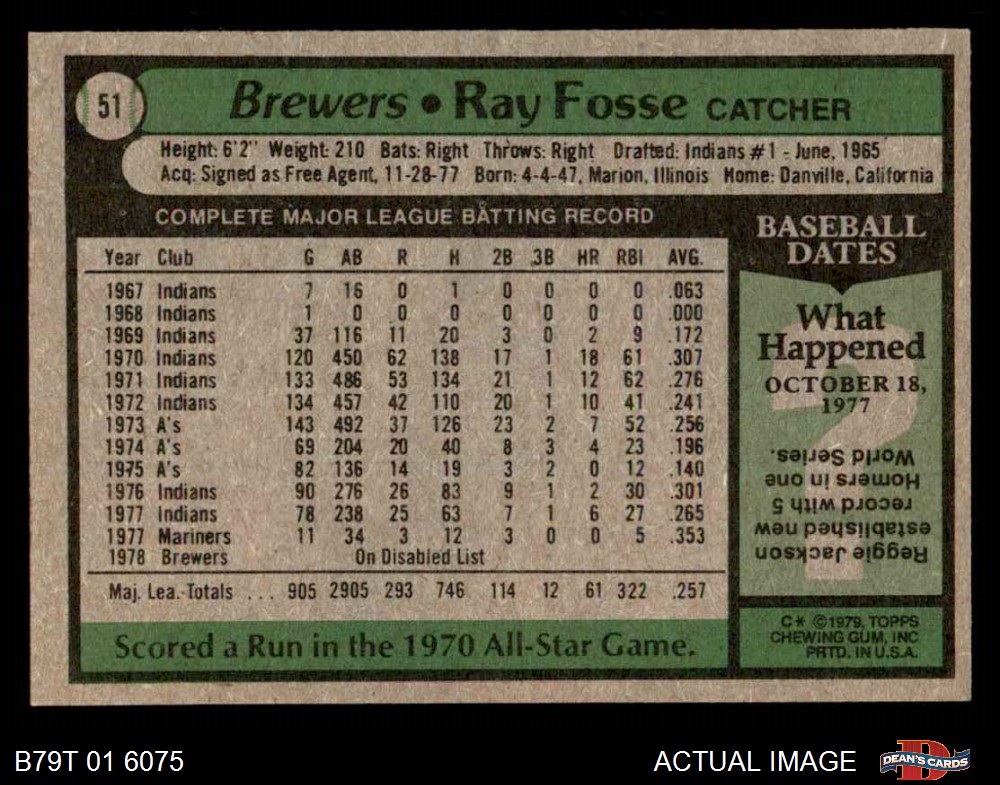 51
Brewers • Ray Fosse CATCHER
Height: 6'2" Weight: 210 Bats: Right Throws: Right Drafted: Indians #1 - June, 1965
Acq: Signed as Free Agent, 11-28-77 Born: 4-4-47, Marion, Illinois Home: Danville, California
COMPLETE MAJOR LEAGUE BATTING RECORD
Year Club G AB R H 2B 3B HR RBI AVG.
1967 Indians 7 16 0 1 0 0 0 0 .063
1968 Indians 1 0 0 0 0 0 0 0 .000
1969 Indians 37 116 11 20 3 0 2 9 .172
1970 Indians 120 450 62 138 17 1 18 61 .307
1971 Indians 133 486 53 134 21 1 12 62 .276
1972 Indians 134 457 42 110 20 1 10 41 .241
1973 A's 143 492 37 126 23 2 7 52 .256
1974 A's 69 204 20 40 8 3 4 23 .196
1975 A's 82 136 14 19 3 2 0 12 .140
1976 Indians 90 276 26 83 9 1 2 30 .301
1977 Indians 78 238 25 63 7 1 6 27 .265
1977 Mariners 11 34 3 12 3 0 0 5 .353
1978 Brewers On Disabled List
Maj. Lea. Totals ... 905 2905 293 746 114 12 61 322 .257
Scored a Run in the 1970 All-Star Game.
BASEBALL
DATES
What
Happened
OCTOBER 18,
1977
?
Reggie Jackson
established new
record with 5
Homers in one
World Series.
C* ©1979, TOPPS
CHEWING GUM, INC
PRTD. IN U.S.A.
B79T 01 6075
ACTUAL IMAGE
D
DEAN'S CARDS